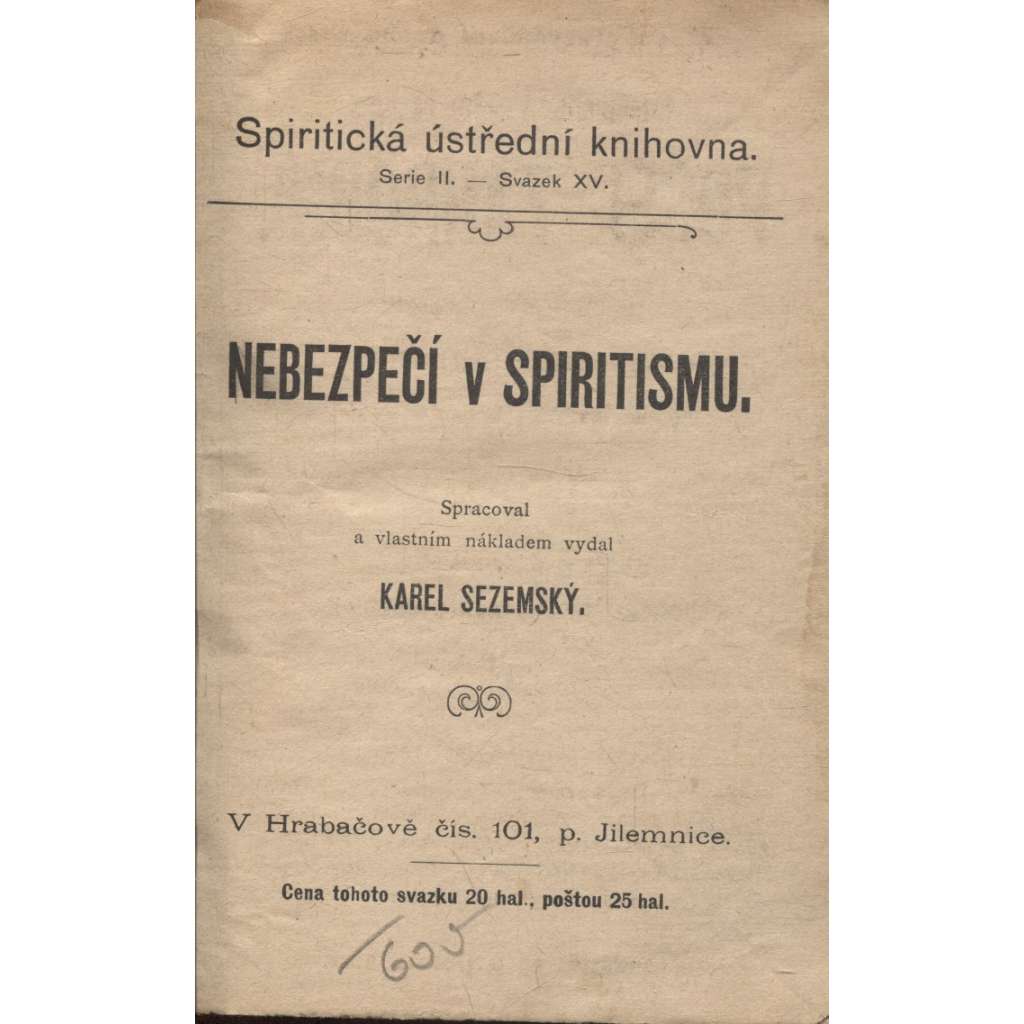 Spiritická ústřední knihovna.
Serie II. — Svazek XV.
NEBEZPEČÍ v SPIRITISMU.
Spracoval
a vlastním nákladem vydal
KAREL SEZEMSKÝ.
V Hrabačově čís. 101, p. Jilemnice.
Cena tohoto svazku 20 hal., poštou 25 hal.